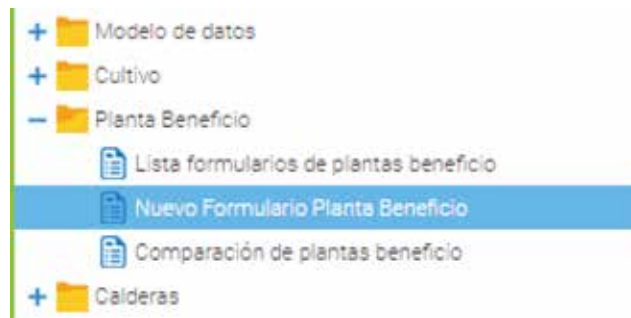 Modelo de datos
Cultivo
Planta Beneficio
Lista formularios de plantas beneficio
Nuevo Formulario Planta Beneficio
Comparación de plantas beneficio
Calderas